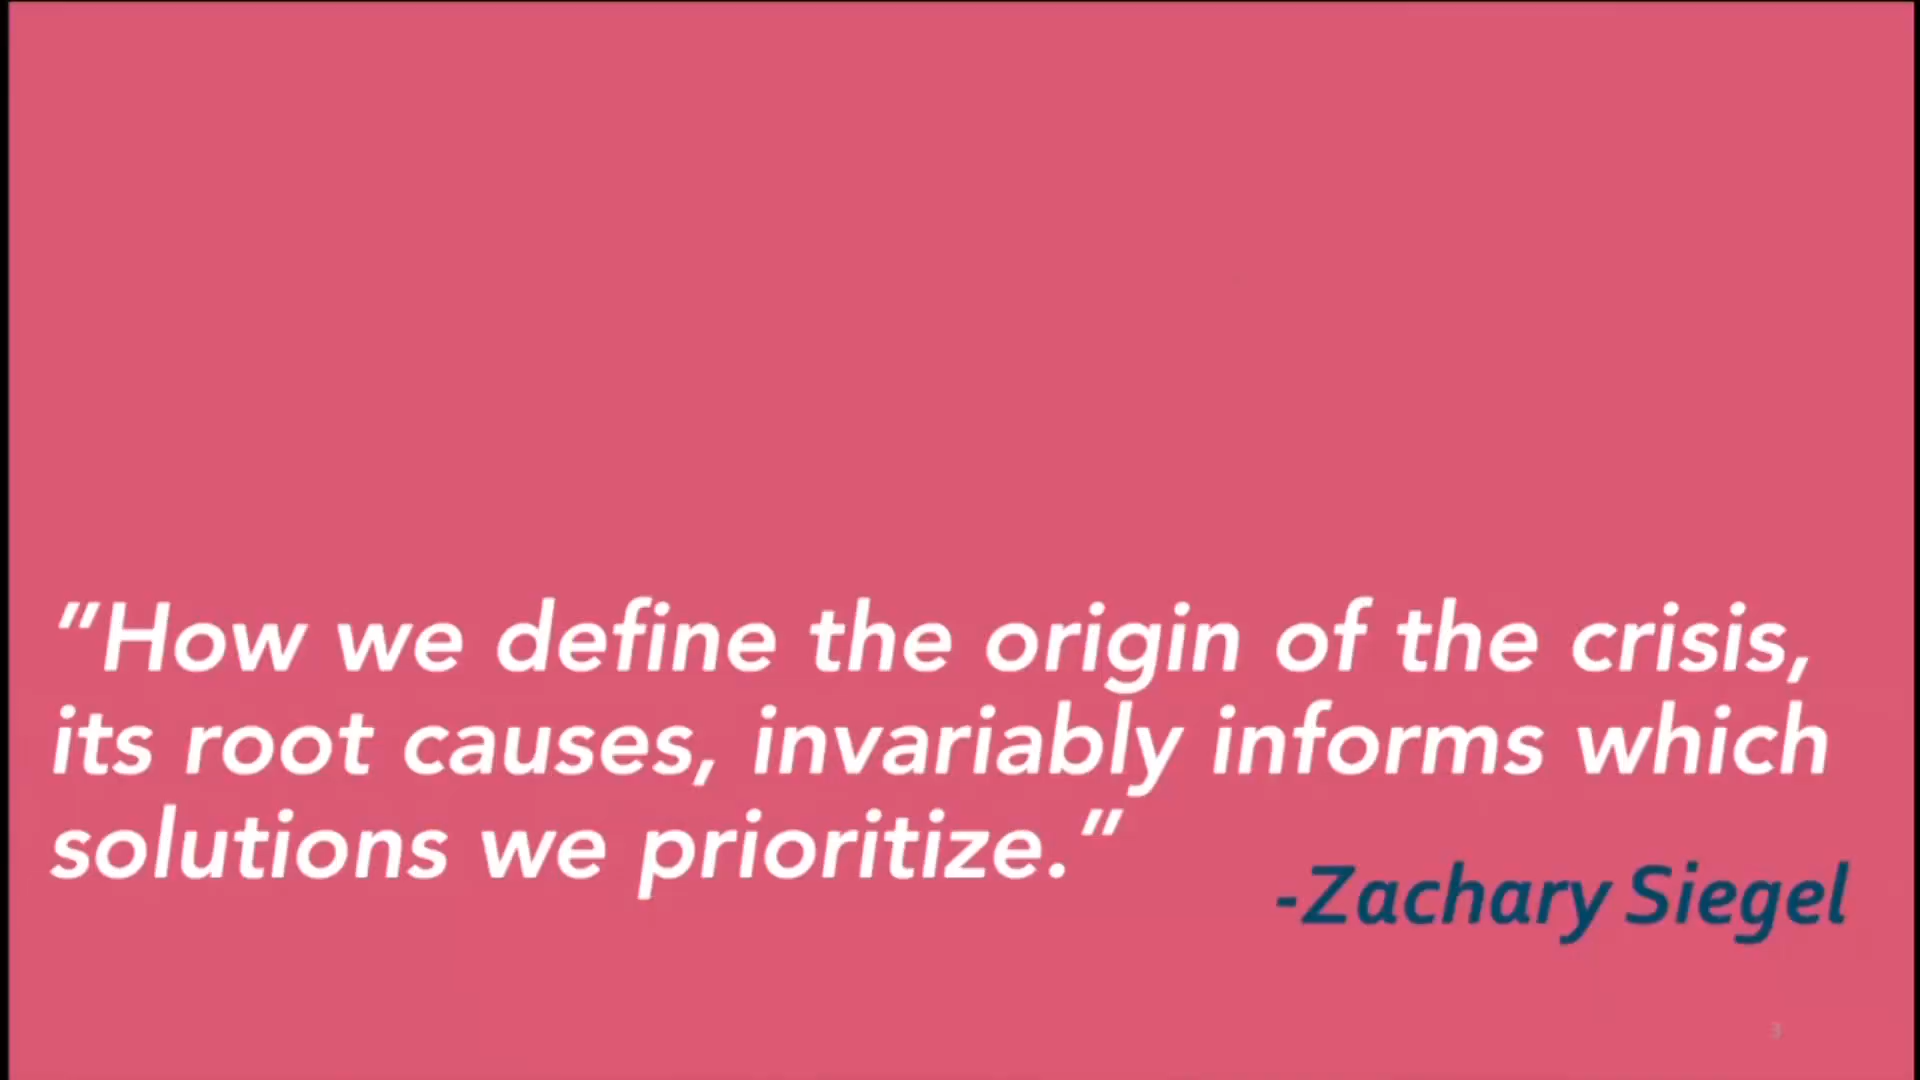 "How we define the origin of the crisis,
its root causes, invariably informs which
solutions we prioritize."
-Zachary Siegel
3